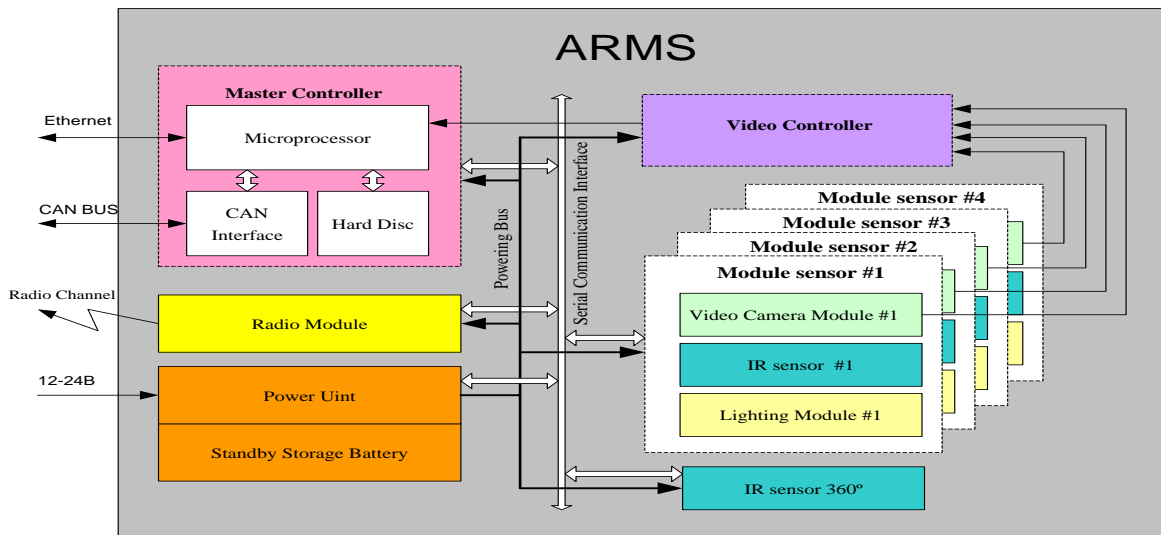 ARMS
Master Controller
Microprocessor
CAN
Interface
Hard Disc
Ethernet
CAN BUS
Radio Channel
12-24B
Radio Module
Power Uint
Standby Storage Battery
Powering Bus
Serial Communication Interface
Video Controller
Module sensor #4
Module sensor #3
Module sensor #2
Module sensor #1
Video Camera Module #1
IR sensor #1
Lighting Module #1
IR sensor 360º